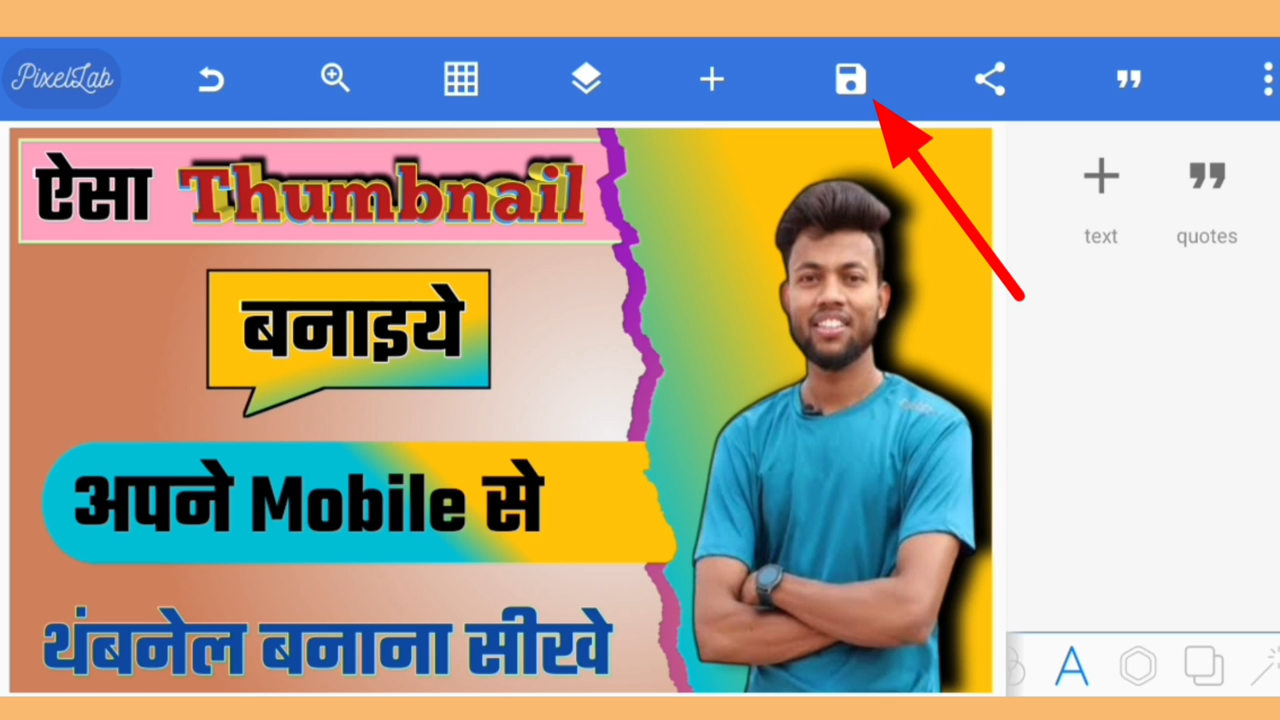 PixelLab
ऐसा Thumbnail
text quotes
बनाइये
अपने Mobile से
थंबनेल बनाना सीखे